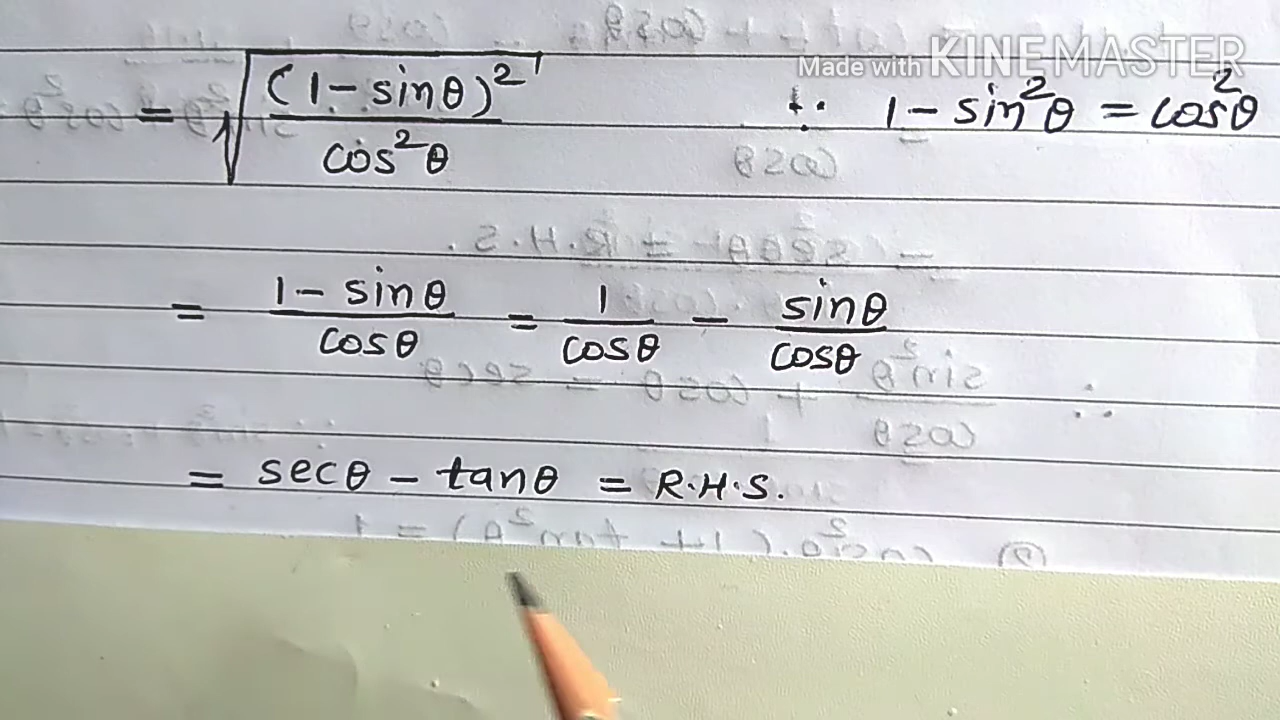 Made with KINEMASTER
= √((1 - sinθ)² / cos²θ) ∵ 1 - sin²θ = cos²θ
= (1 - sinθ) / cosθ = 1 / cosθ - sinθ / cosθ
= secθ - tanθ = R.H.S.